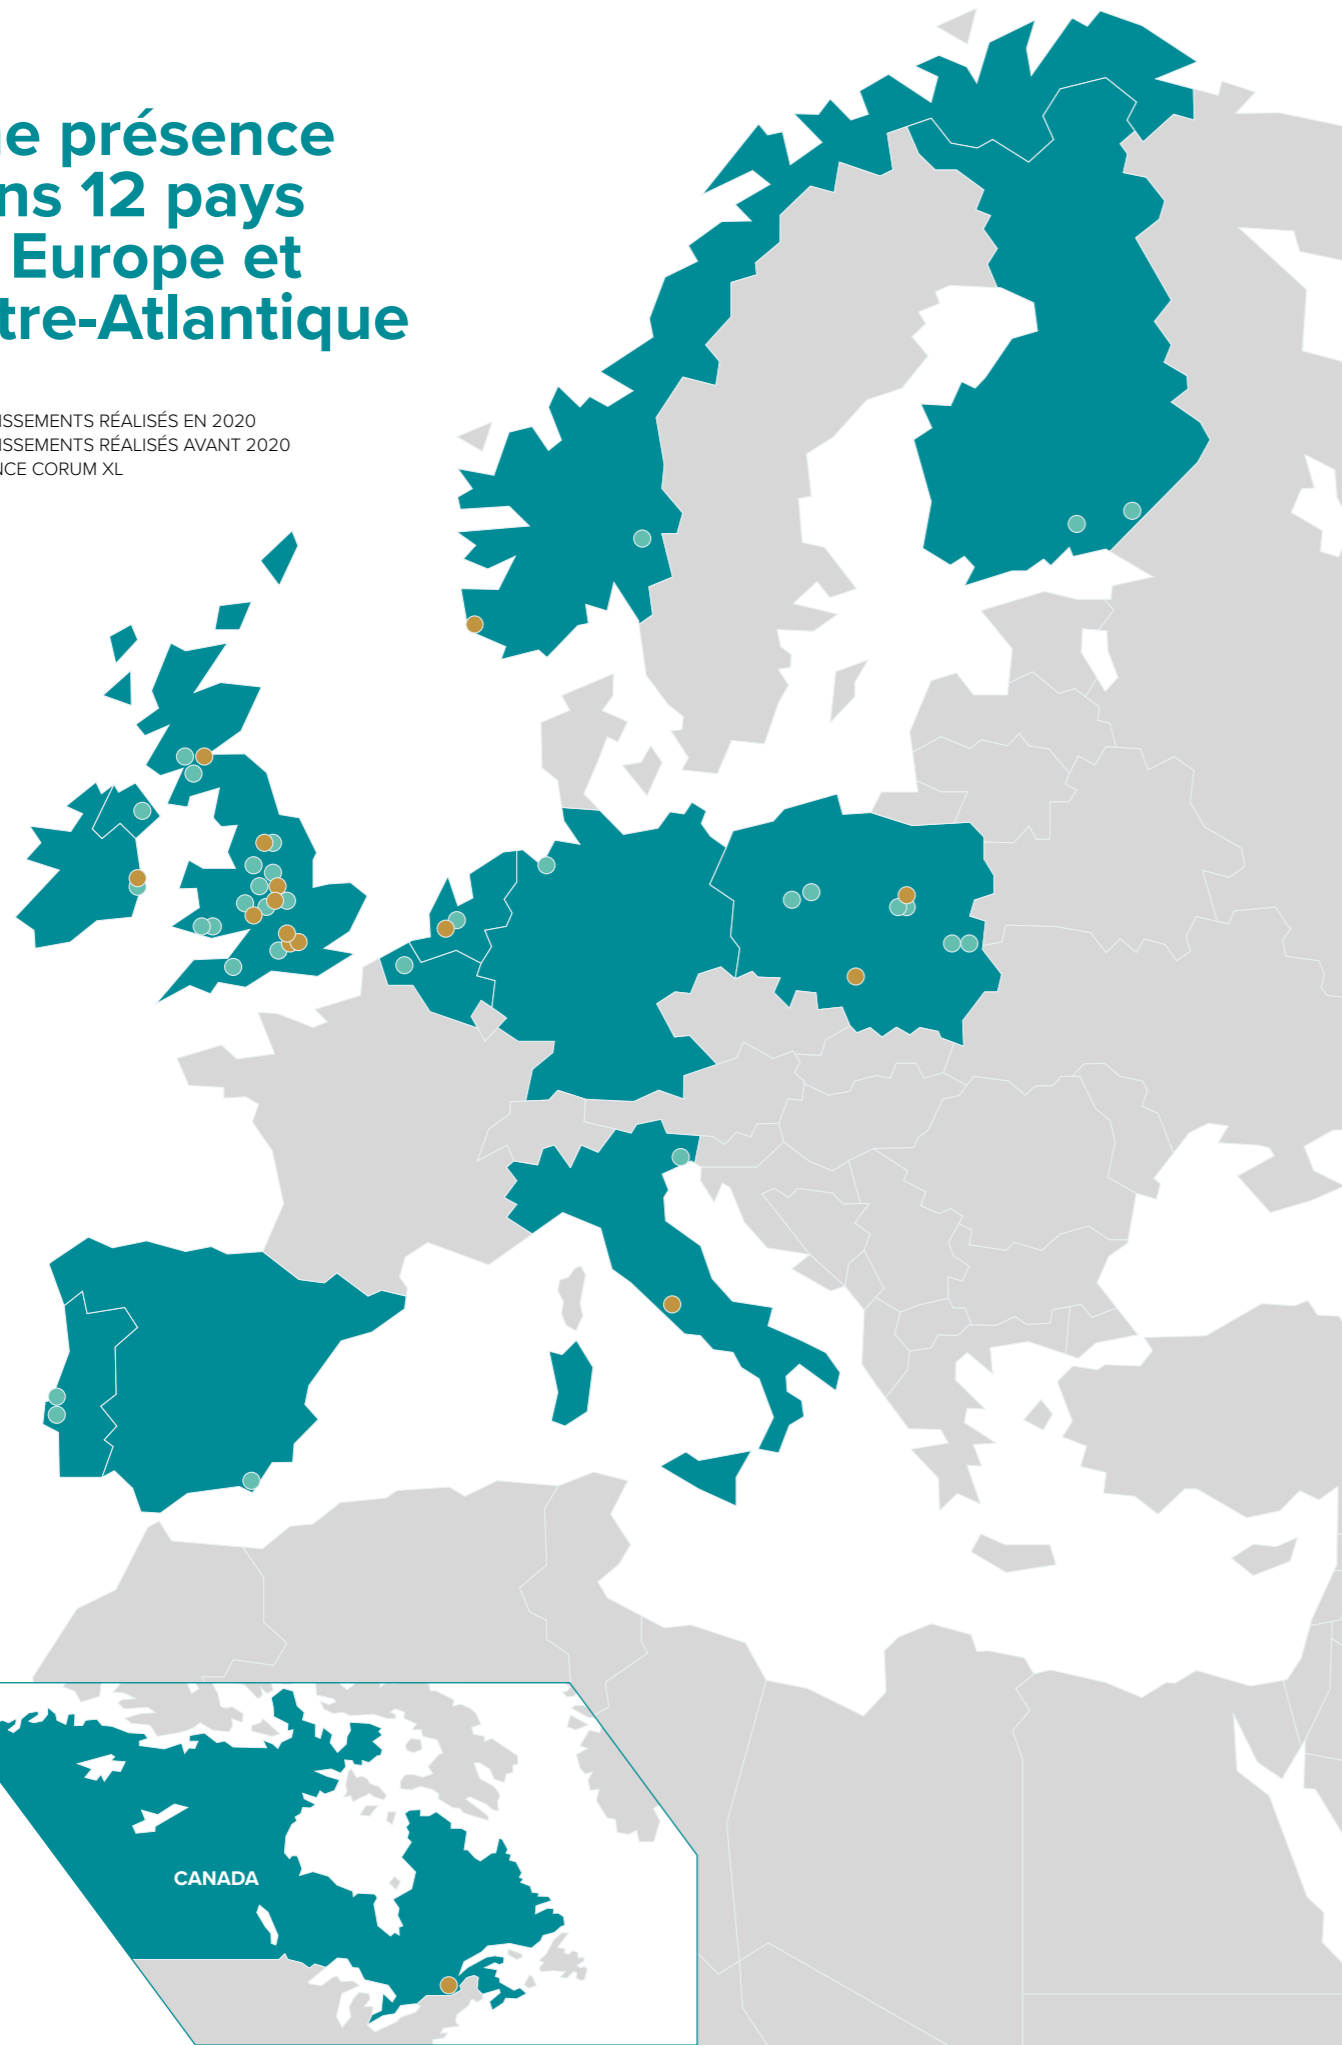 ne présence
ns 12 pays
Europe et
tre-Atlantique
ISSEMENTS RÉALISÉS EN 2020
ISSEMENTS RÉALISÉS AVANT 2020
NCE CORUM XL
CANADA